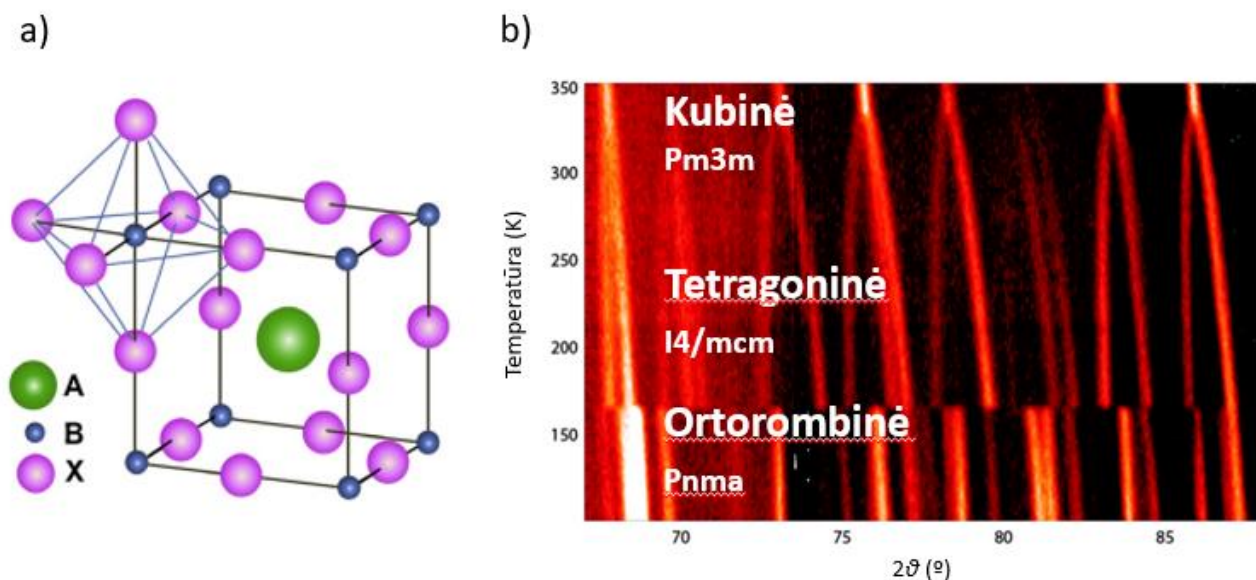 a)
b)
A
B
X
Temperatūra (K)
350
300
250
200
150
Kubinė
Pm3m
Tetragoninė
I4/mcm
Ortorombinė
Pnma
70
75
80
85
2ϑ (º)